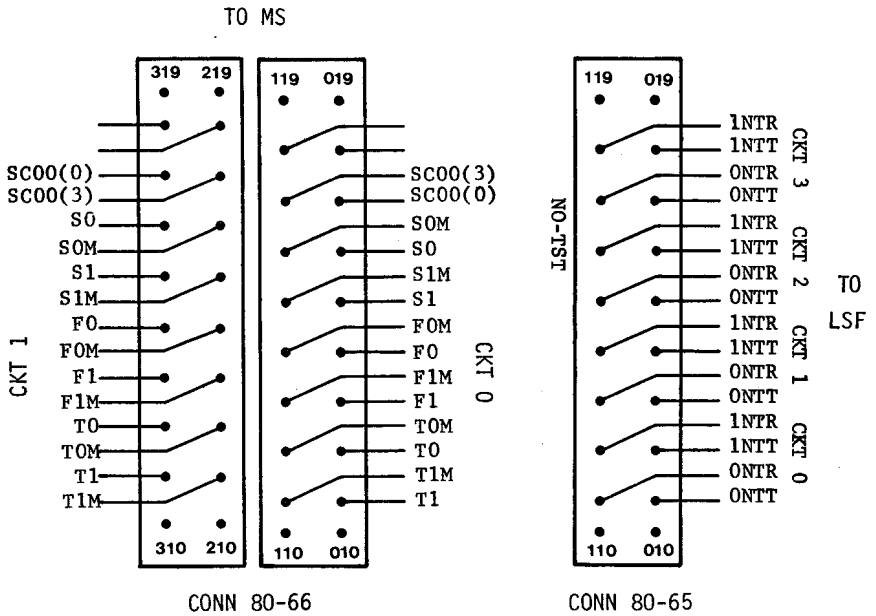 TO MS
319 219
119 019
119 019
SC00(0)
SC00(3)
S0
S0M
S1
S1M
F0
F0M
F1
F1M
T0
T0M
T1
T1M
CKT 1
310 210
SC00(3)
SC00(0)
S0M
S0
S1M
S1
F0M
F0
F1M
F1
T0M
T0
T1M
T1
CKT 0
110 010
CONN 80-66
NO-TST
1NTR
1NTT
0NTR
0NTT
CKT 3
1NTR
1NTT
0NTR
0NTT
CKT 2
1NTR
1NTT
0NTR
0NTT
CKT 1
1NTR
1NTT
0NTR
0NTT
CKT 0
TO
LSF
110 010
CONN 80-65